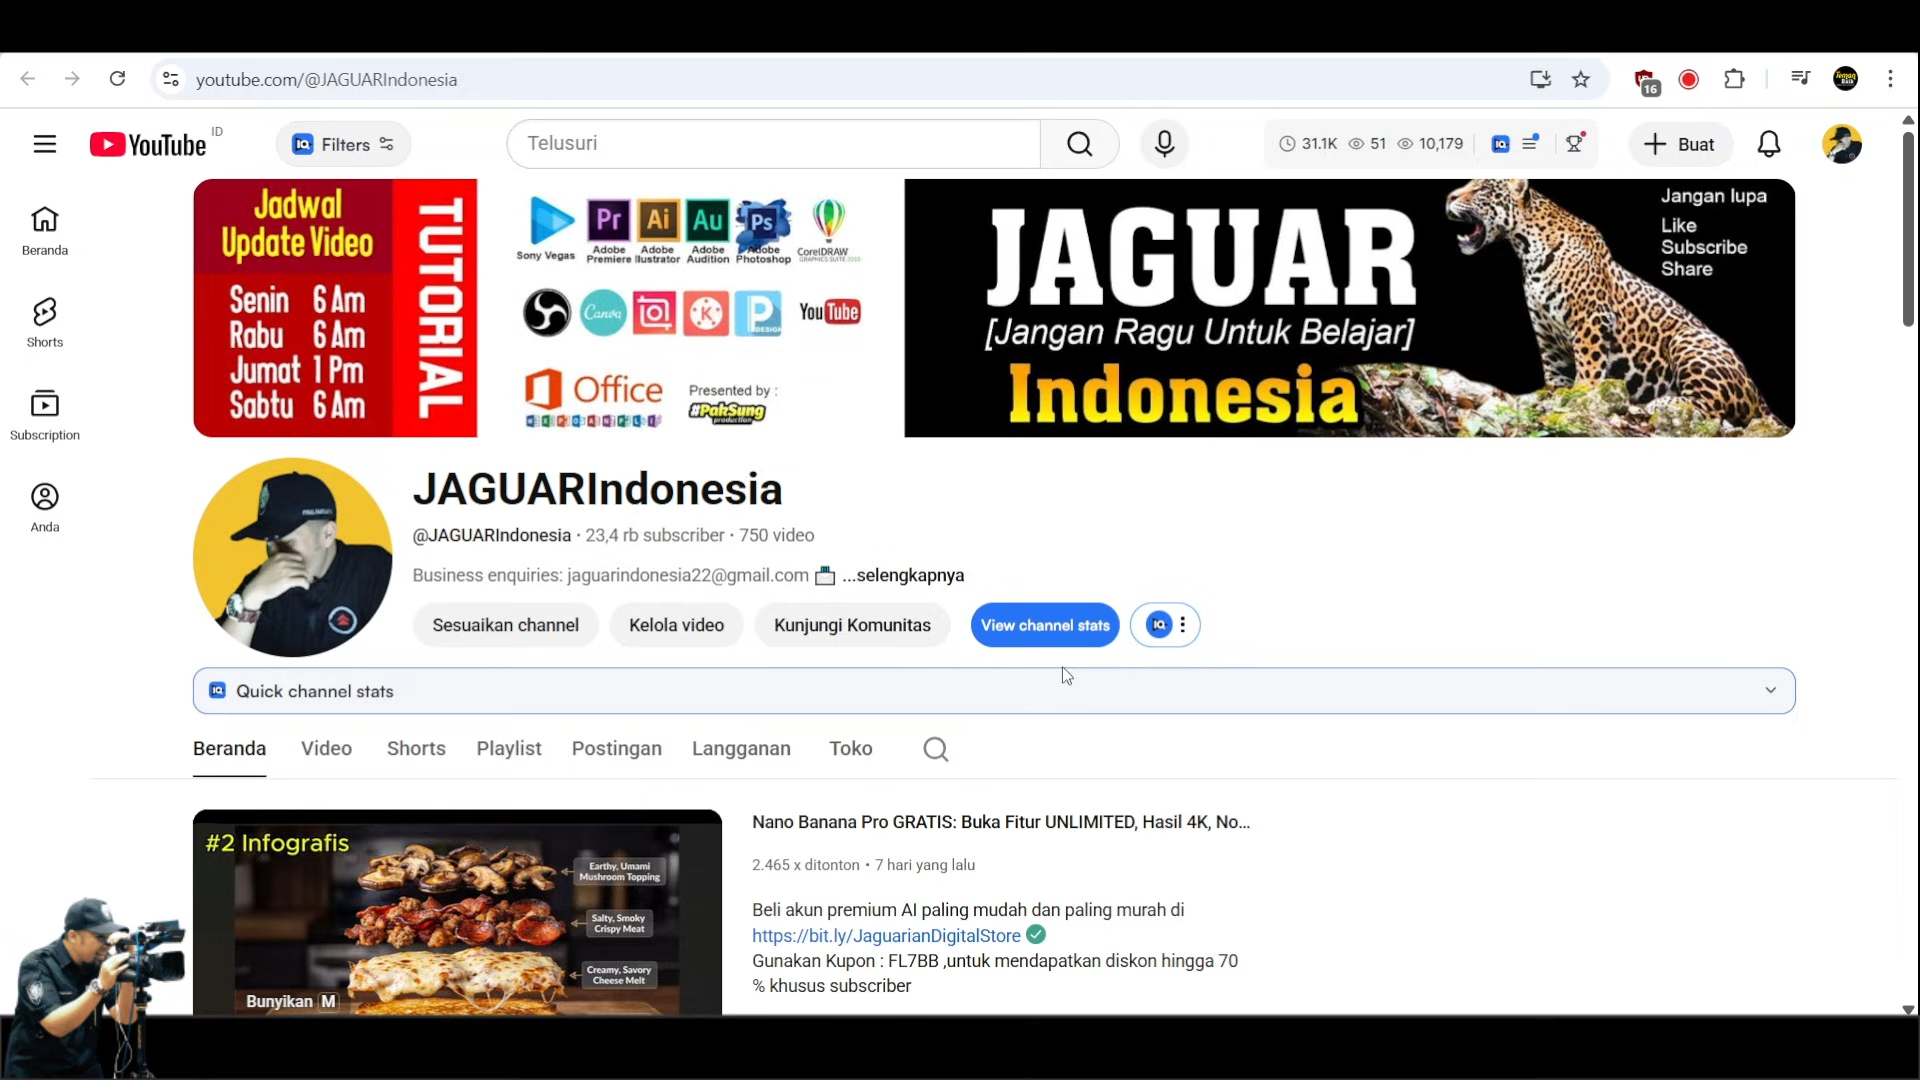 youtube.com/@JAGUARIndonesia
16
YouTube ID
Filters
Telusuri
31.1K 51 10,179
Buat
Beranda
Shorts
Subscription
Anda
Jadwal
Update Video
Senin 6 Am
Rabu 6 Am
Jumat 1 Pm
Sabtu 6 Am
TUTORIAL
Pr Ai Au Ps
Sony Vegas
Adobe Premiere
Adobe Illustrator
Adobe Audition
Adobe Photoshop
CorelDRAW
Canva
K
P
DESIGN
YouTube
Office
Presented by :
#PakSung
production
JAGUAR
[Jangan Ragu Untuk Belajar]
Indonesia
Jangan lupa
Like
Subscribe
Share
JAGUARIndonesia
@JAGUARIndonesia · 23,4 rb subscriber · 750 video
Business enquiries: jaguarindonesia22@gmail.com 📩 ...selengkapnya
Sesuaikan channel
Kelola video
Kunjungi Komunitas
View channel stats
Quick channel stats
Beranda Video Shorts Playlist Postingan Langganan Toko
#2 Infografis
Earthy, Umami
Mushroom Topping
Salty, Smoky
Crispy Meat
Creamy, Savory
Cheese Melt
Bunyikan M
Nano Banana Pro GRATIS: Buka Fitur UNLIMITED, Hasil 4K, No...
2.465 x ditonton • 7 hari yang lalu
Beli akun premium AI paling mudah dan paling murah di
https://bit.ly/JaguarianDigitalStore ✅
Gunakan Kupon : FL7BB ,untuk mendapatkan diskon hingga 70
% khusus subscriber